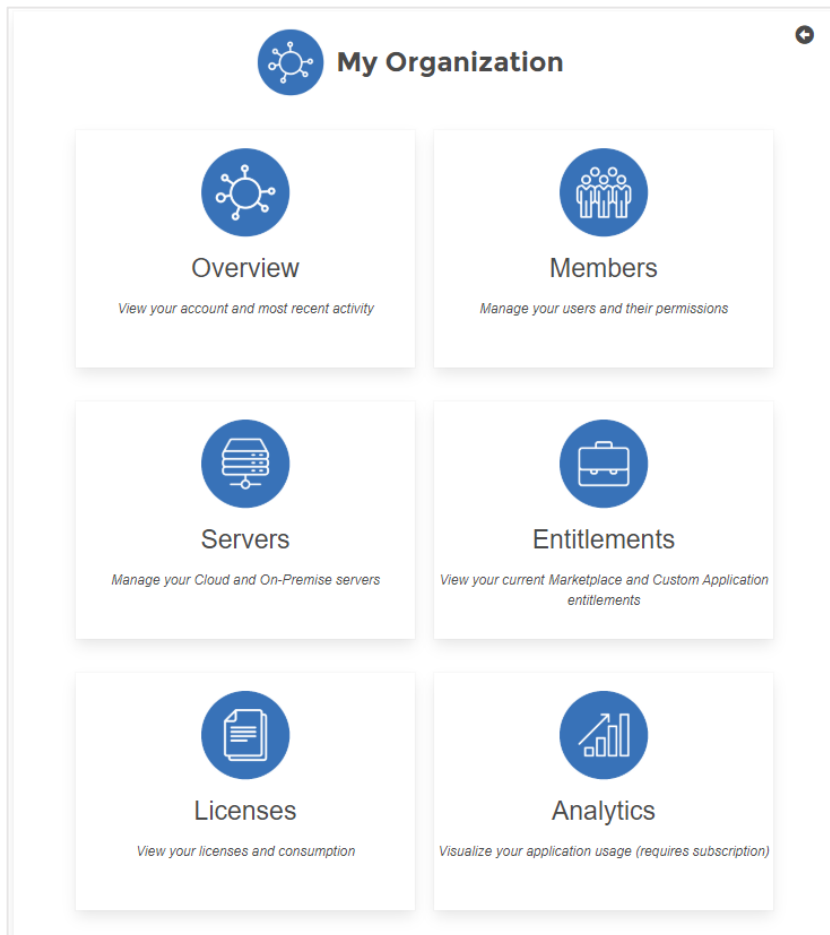 My Organization
Overview
View your account and most recent activity
Members
Manage your users and their permissions
Servers
Manage your Cloud and On-Premise servers
Entitlements
View your current Marketplace and Custom Application
entitlements
Licenses
View your licenses and consumption
Analytics
Visualize your application usage (requires subscription)